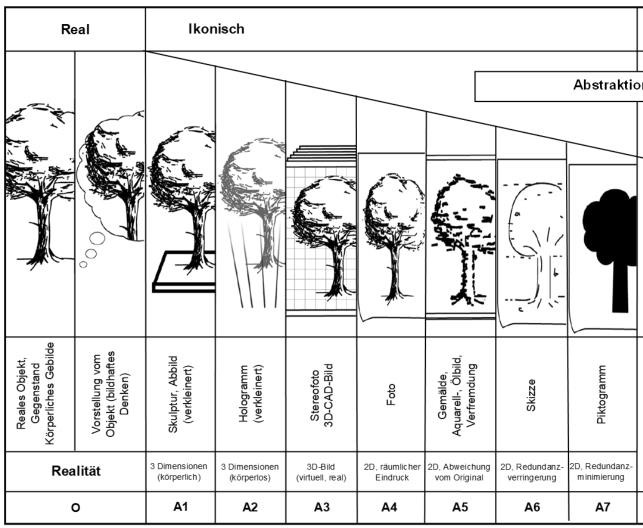 Real
Ikonisch
Abstraktion
Reales Objekt,
Gegenstand
Körperliches Gebilde
Vorstellung vom
Objekt (bildhaftes
Denken)
Skulptur, Abbild
(verkleinert)
Hologramm
(verkleinert)
Stereofoto
3D-CAD-Bild
Foto
Gemälde,
Aquarell-, Ölbild,
Verfremdung
Skizze
Piktogramm
Realität
3 Dimensionen
(körperlich)
3 Dimensionen
(körperlos)
3D-Bild
(virtuell, real)
2D, räumlicher
Eindruck
2D, Abweichung
vom Original
2D, Redundanz-
verringerung
2D, Redundanz-
minimierung
O
A1
A2
A3
A4
A5
A6
A7